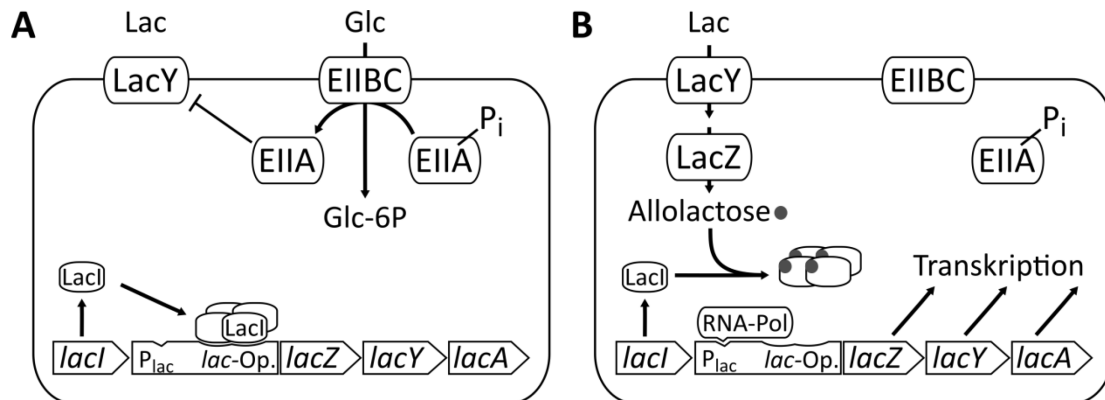 A
Lac
Glc
LacY
EIIBC
EIIA
EIIA
Pi
Glc-6P
LacI
LacI
lacI
Plac
lac-Op.
lacZ
lacY
lacA
B
Lac
LacY
EIIBC
LacZ
EIIA
Pi
Allolactose
LacI
Transkription
RNA-Pol
lacI
Plac
lac-Op.
lacZ
lacY
lacA